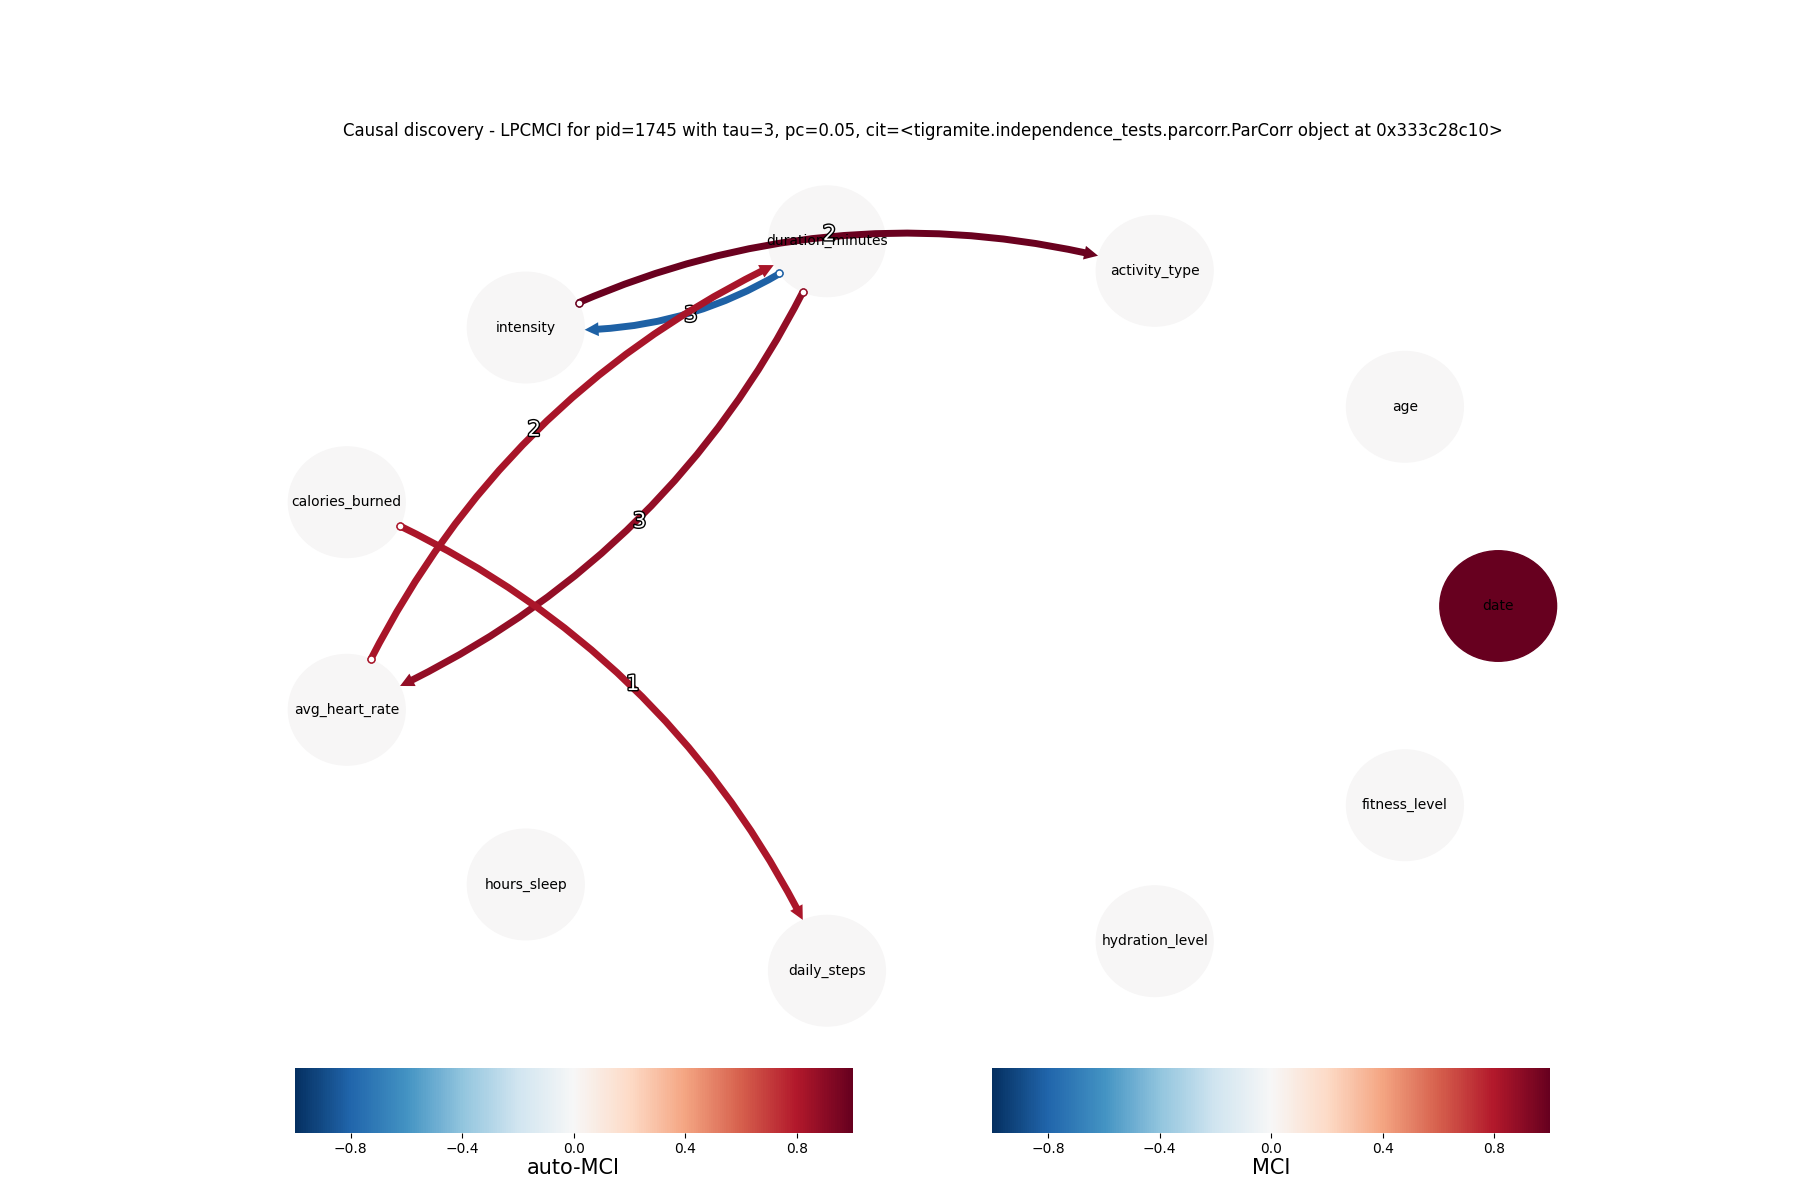 Causal discovery - LPCMCI for pid=1745 with tau=3, pc=0.05, cit=<tigramite.independence_tests.parcorr.ParCorr object at 0x333c28c10>
2
duration_minutes
activity_type
3
intensity
age
2
calories_burned
3
date
1
avg_heart_rate
fitness_level
hours_sleep
hydration_level
daily_steps
−0.8 −0.4 0.0 0.4 0.8
auto-MCI
−0.8 −0.4 0.0 0.4 0.8
MCI